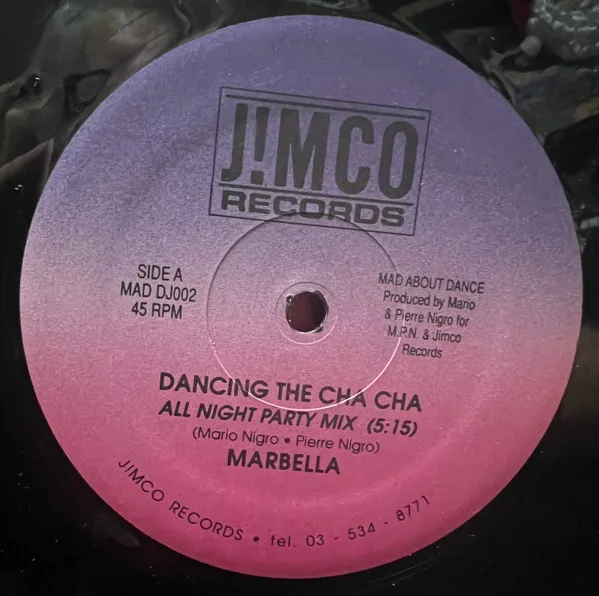 J!MCO
RECORDS
SIDE A
MAD DJ002
45 RPM
MAD ABOUT DANCE
Produced by Mario
& Pierre Nigro for
M.P.N. & Jimco
Records
DANCING THE CHA CHA
ALL NIGHT PARTY MIX (5:15)
(Mario Nigro • Pierre Nigro)
MARBELLA
J!MCO RECORDS • tel. 03 - 534 - 8771